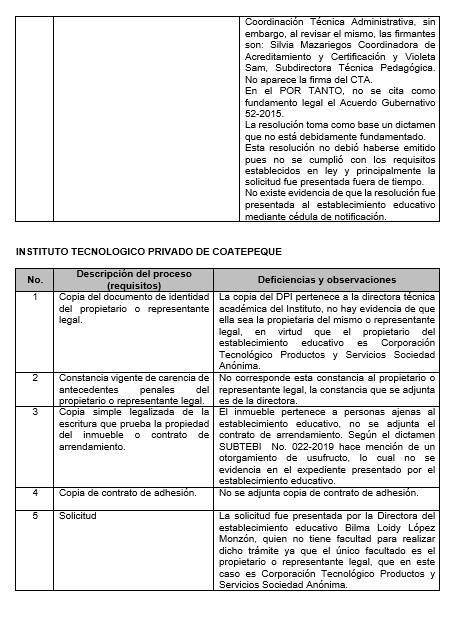 Coordinación Técnica Administrativa, sin
embargo, al revisar el mismo, las firmantes
son: Silvia Mazariegos Coordinadora de
Acreditamiento y Certificación y Violeta
Sam, Subdirectora Técnica Pedagógica.
No aparece la firma del CTA.
En el POR TANTO, no se cita como
fundamento legal el Acuerdo Gubernativo
52-2015.
La resolución toma como base un dictamen
que no está debidamente fundamentado.
Esta resolución no debió haberse emitido
pues no se cumplió con los requisitos
establecidos en ley y principalmente la
solicitud fue presentada fuera de tiempo.
No existe evidencia de que la resolución fue
presentada al establecimiento educativo
mediante cédula de notificación.
INSTITUTO TECNOLOGICO PRIVADO DE COATEPEQUE
No.
Descripción del proceso
(requisitos)
Deficiencias y observaciones
1
Copia del documento de identidad
del propietario o representante
legal.
La copia del DPI pertenece a la directora técnica
académica del Instituto, no hay evidencia de que
ella sea la propietaria del mismo o representante
legal, en virtud que el propietario del
establecimiento educativo es Corporación
Tecnológico Productos y Servicios Sociedad
Anónima.
2
Constancia vigente de carencia de
antecedentes penales del
propietario o representante legal.
No corresponde esta constancia al propietario o
representante legal, la constancia que se adjunta
es de la directora.
3
Copia simple legalizada de la
escritura que prueba la propiedad
del inmueble o contrato de
arrendamiento.
El inmueble pertenece a personas ajenas al
establecimiento educativo, no se adjunta el
contrato de arrendamiento. Según el dictamen
SUBTEBI No. 022-2019 hace mención de un
otorgamiento de usufructo, lo cual no se
evidencia en el expediente presentado por el
establecimiento educativo.
4
Copia de contrato de adhesión.
No se adjunta copia de contrato de adhesión.
5
Solicitud
La solicitud fue presentada por la Directora del
establecimiento educativo Bilma Loidy López
Monzón, quien no tiene facultad para realizar
dicho trámite ya que el único facultado es el
propietario o representante legal, que en este
caso es Corporación Tecnológico Productos y
Servicios Sociedad Anónima.